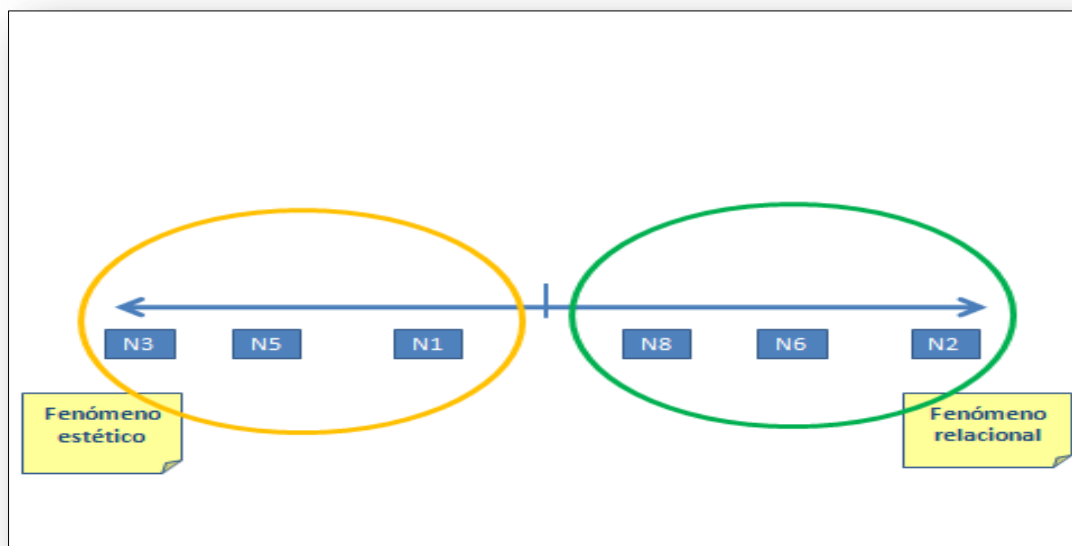 N3 N5 N1 N8 N6 N2
Fenómeno
estético
Fenómeno
relacional